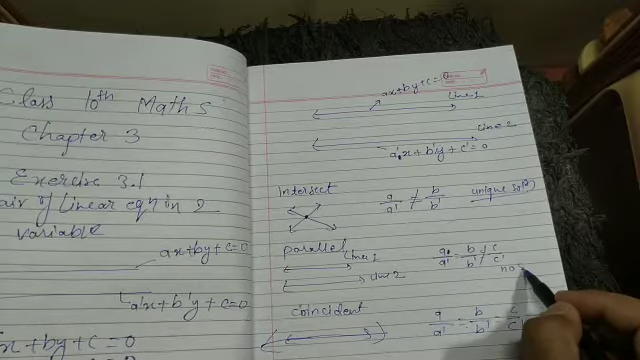 Class 10th Maths
Chapter 3
Exercise 3.1
air of linear eqn in 2
variable
ax+by+c=0
a'x+b'y+c'=0
ax+by+c=0
ax+by+c=0
Line 1
Line 2
a'x+b'y+c'=0
Intersect
a/a' ≠ b/b' unique sol
parallel
Line 1
Line 2
a/a' = b/b' ≠ c/c'
no
coincident
a/a' = b/b' = c/c'